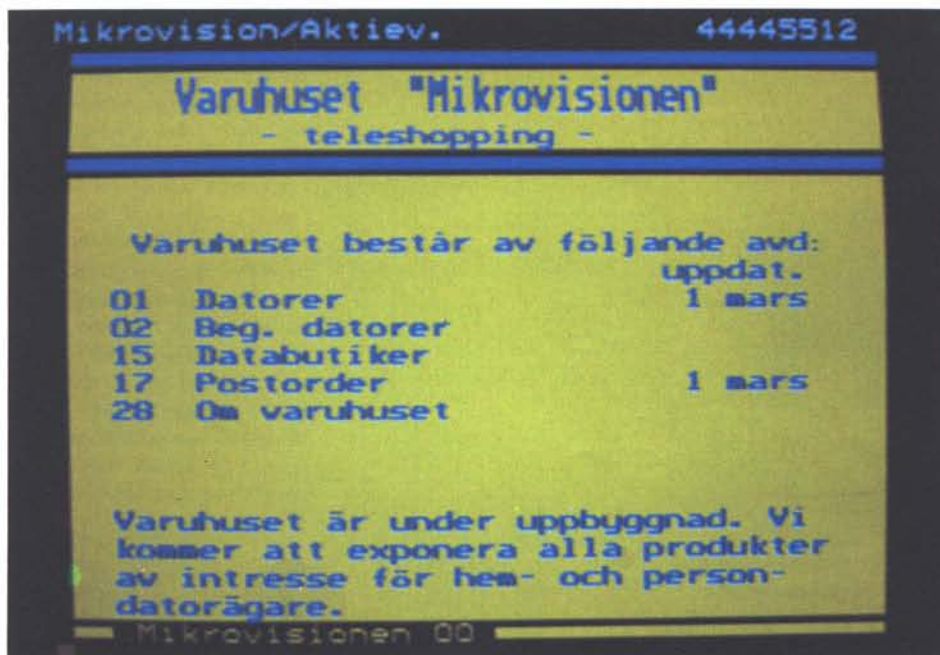 Mikrovision/Aktiev. 44445512
Varuhuset "Mikrovisionen"
- teleshopping -
Varuhuset består av följande avd:
uppdat.
01 Datorer 1 mars
02 Beg. datorer
15 Databutiker
17 Postorder 1 mars
28 Om varuhuset
Varuhuset är under uppbyggnad. Vi
kommer att exponera alla produkter
av intresse för hem- och person-
datorägare.
Mikrovisionen 00